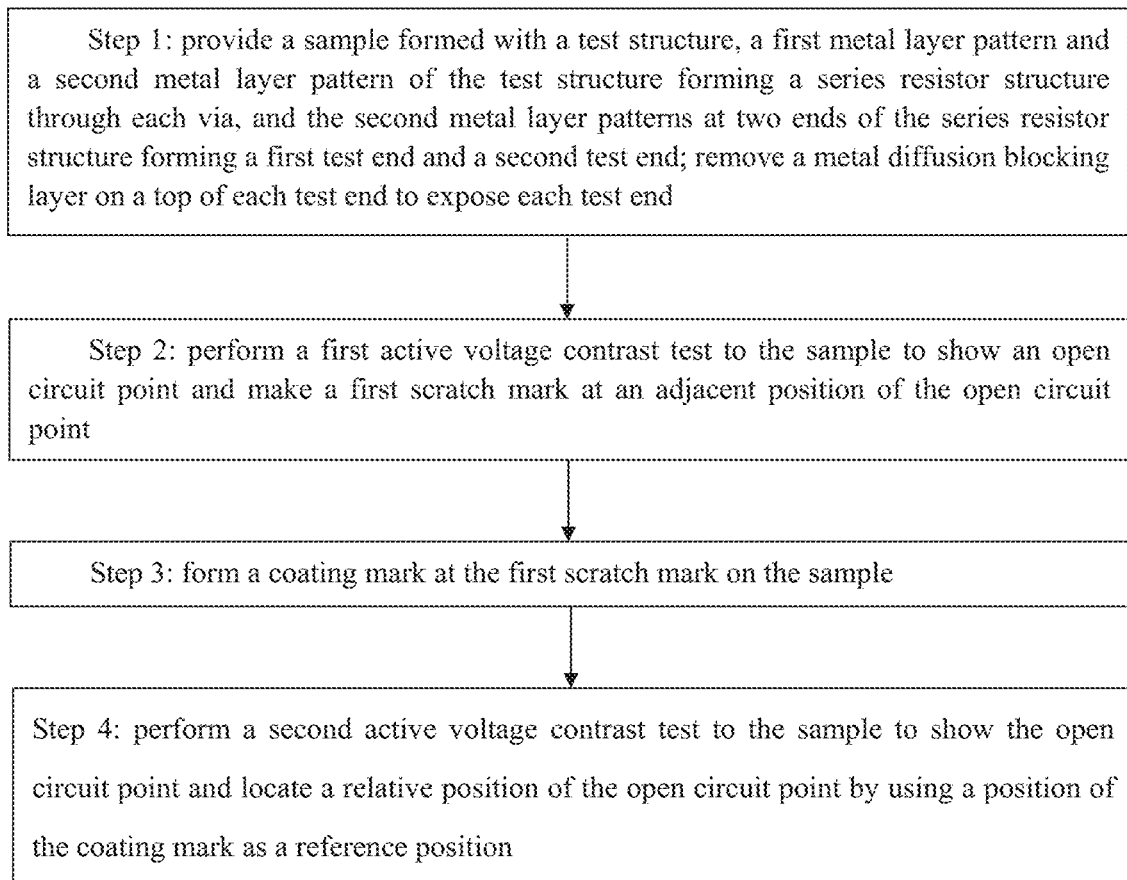 Step 1: provide a sample formed with a test structure, a first metal layer pattern and
a second metal layer pattern of the test structure forming a series resistor structure
through each via, and the second metal layer patterns at two ends of the series resistor
structure forming a first test end and a second test end; remove a metal diffusion blocking
layer on a top of each test end to expose each test end
Step 2: perform a first active voltage contrast test to the sample to show an open
circuit point and make a first scratch mark at an adjacent position of the open circuit
point
Step 3: form a coating mark at the first scratch mark on the sample
Step 4: perform a second active voltage contrast test to the sample to show the open
circuit point and locate a relative position of the open circuit point by using a position of
the coating mark as a reference position